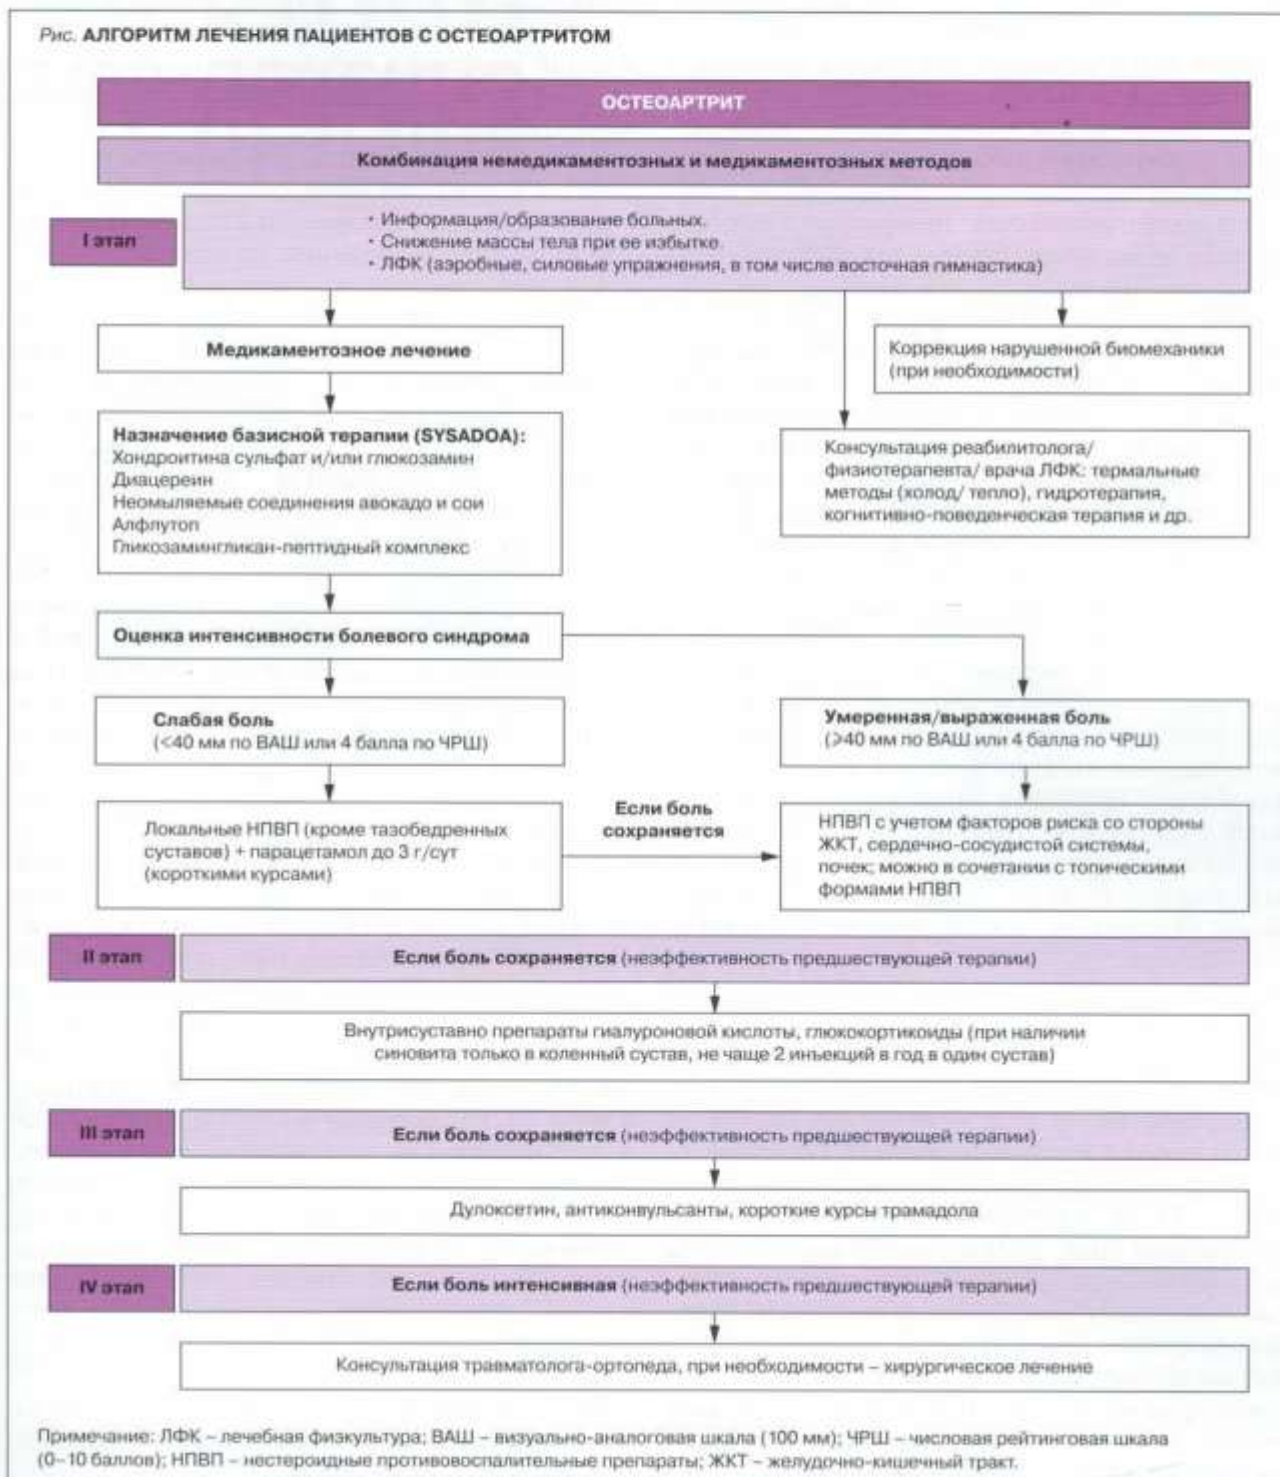 Рис. АЛГОРИТМ ЛЕЧЕНИЯ ПАЦИЕНТОВ С ОСТЕОАРТРИТОМ
ОСТЕОАРТРИТ
Комбинация немедикаментозных и медикаментозных методов
I этап
• Информация/образование больных.
• Снижение массы тела при ее избытке.
• ЛФК (аэробные, силовые упражнения, в том числе восточная гимнастика)
Медикаментозное лечение
Коррекция нарушенной биомеханики
(при необходимости)
Назначение базисной терапии (SYSADOA):
Хондроитина сульфат и/или глюкозамин
Диацереин
Неомыляемые соединения авокадо и сои
Алфлутоп
Гликозамингликан-пептидный комплекс
Консультация реабилитолога/
физиотерапевта/ врача ЛФК: термальные
методы (холод/ тепло), гидротерапия,
когнитивно-поведенческая терапия и др.
Оценка интенсивности болевого синдрома
Слабая боль
(<40 мм по ВАШ или 4 балла по ЧРШ)
Умеренная/выраженная боль
(⩾40 мм по ВАШ или 4 балла по ЧРШ)
Локальные НПВП (кроме тазобедренных
суставов) + парацетамол до 3 г/сут
(короткими курсами)
Если боль
сохраняется
НПВП с учетом факторов риска со стороны
ЖКТ, сердечно-сосудистой системы,
почек; можно в сочетании с топическими
формами НПВП
II этап
Если боль сохраняется (неэффективность предшествующей терапии)
Внутрисуставно препараты гиалуроновой кислоты, глюкокортикоиды (при наличии
синовита только в коленный сустав, не чаще 2 инъекций в год в один сустав)
III этап
Если боль сохраняется (неэффективность предшествующей терапии)
Дулоксетин, антиконвульсанты, короткие курсы трамадола
IV этап
Если боль интенсивная (неэффективность предшествующей терапии)
Консультация травматолога-ортопеда, при необходимости – хирургическое лечение
Примечание: ЛФК – лечебная физкультура; ВАШ – визуально-аналоговая шкала (100 мм); ЧРШ – числовая рейтинговая шкала
(0–10 баллов); НПВП – нестероидные противовоспалительные препараты; ЖКТ – желудочно-кишечный тракт.